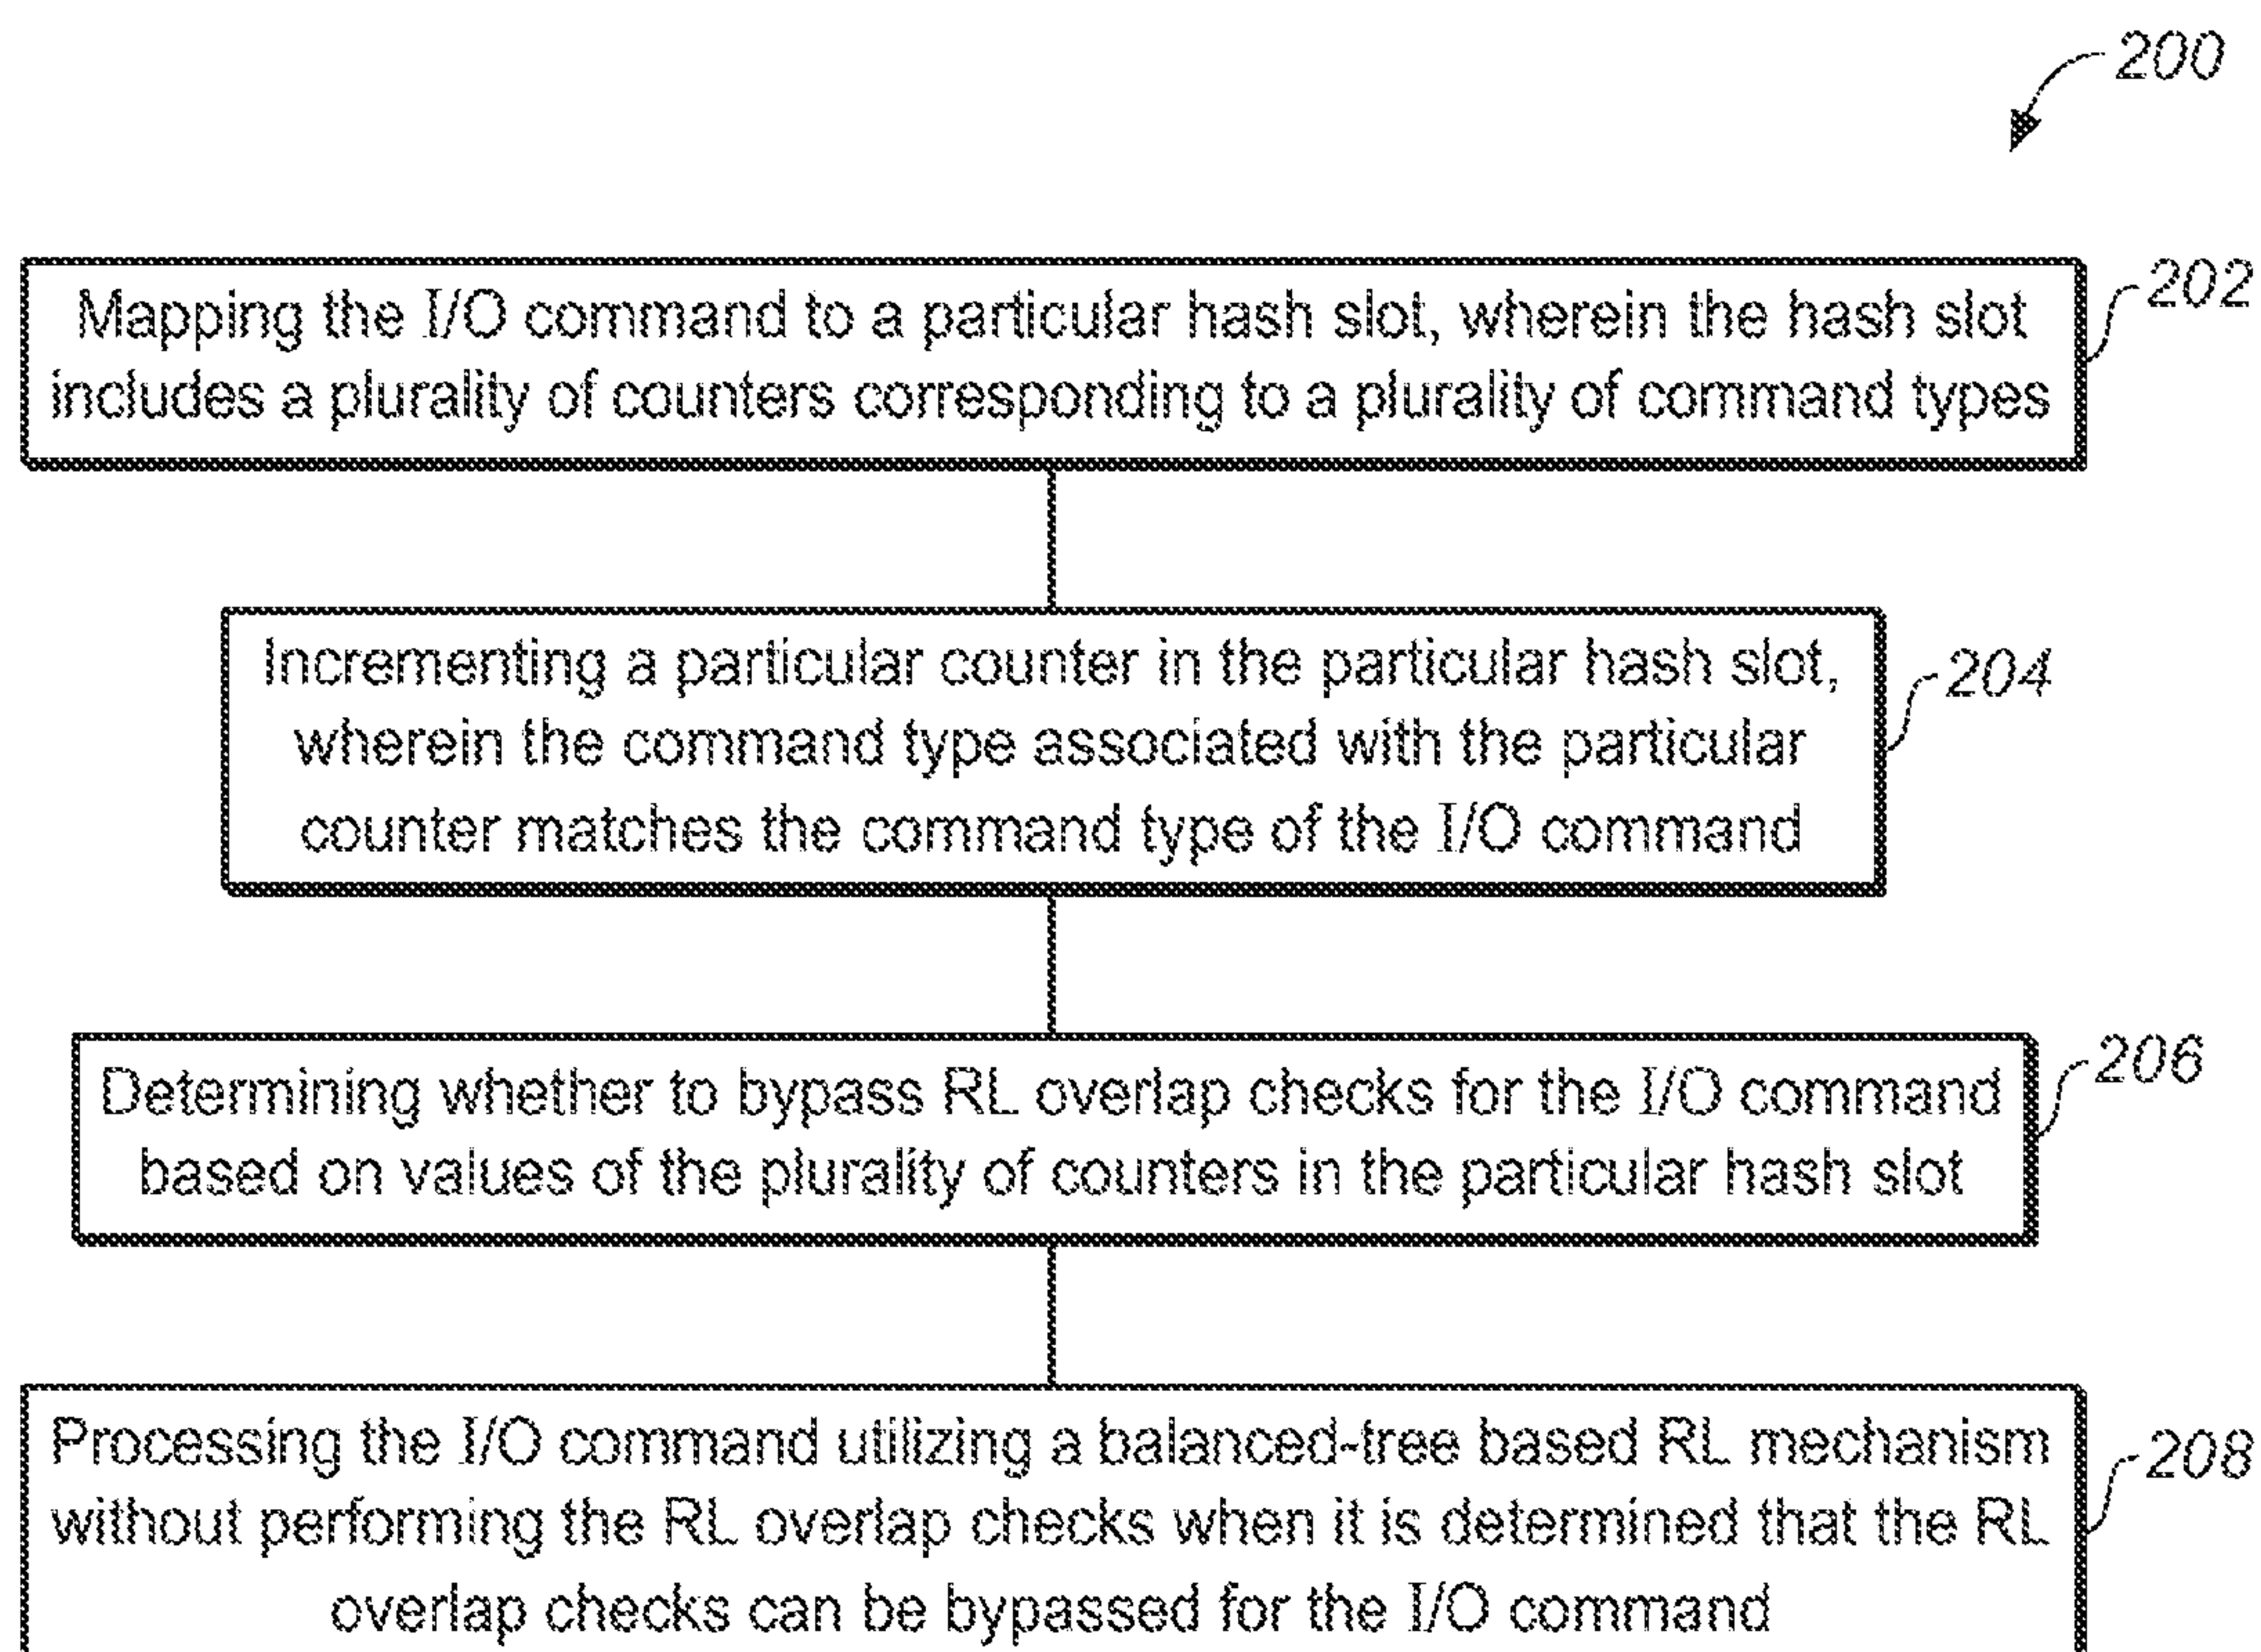 200
Mapping the I/O command to a particular hash slot, wherein the hash slot
includes a plurality of counters corresponding to a plurality of command types
202
Incrementing a particular counter in the particular hash slot,
wherein the command type associated with the particular
counter matches the command type of the I/O command
204
Determining whether to bypass RL overlap checks for the I/O command
based on values of the plurality of counters in the particular hash slot
206
Processing the I/O command utilizing a balanced-tree based RL mechanism
without performing the RL overlap checks when it is determined that the RL
overlap checks can be bypassed for the I/O command
208